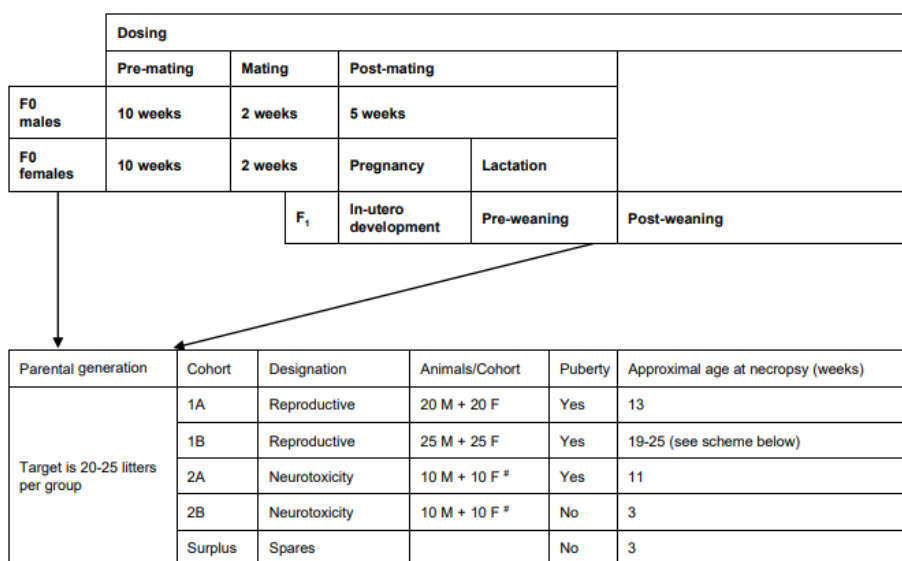 Dosing
Pre-mating Mating Post-mating
F0
males
10 weeks 2 weeks 5 weeks
F0
females
10 weeks 2 weeks Pregnancy Lactation
F1 In-utero
development
Pre-weaning Post-weaning
Parental generation Cohort Designation Animals/Cohort Puberty Approximal age at necropsy (weeks)
Target is 20-25 litters
per group
1A Reproductive 20 M + 20 F Yes 13
1B Reproductive 25 M + 25 F Yes 19-25 (see scheme below)
2A Neurotoxicity 10 M + 10 F # Yes 11
2B Neurotoxicity 10 M + 10 F # No 3
Surplus Spares No 3